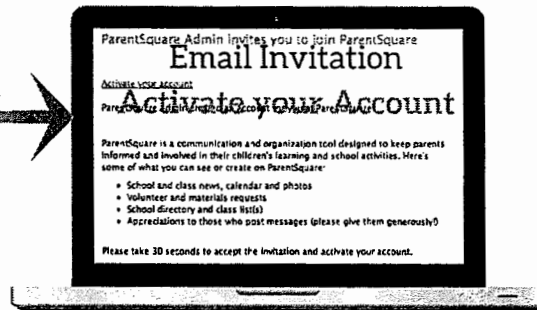 ParentSquare Admin invites you to join ParentSquare
Email Invitation
Activate your account
Activate your Account
ParentSquare is a communication and organization tool designed to keep parents
informed and involved in their children's learning and school activities. Here's
some of what you can see or create on ParentSquare:
• School and class news, calendar and photos
• Volunteer and materials requests
• School directory and class list(s)
• Appreciations to those who post messages (please give them generously!)
Please take 30 seconds to accept the invitation and activate your account.